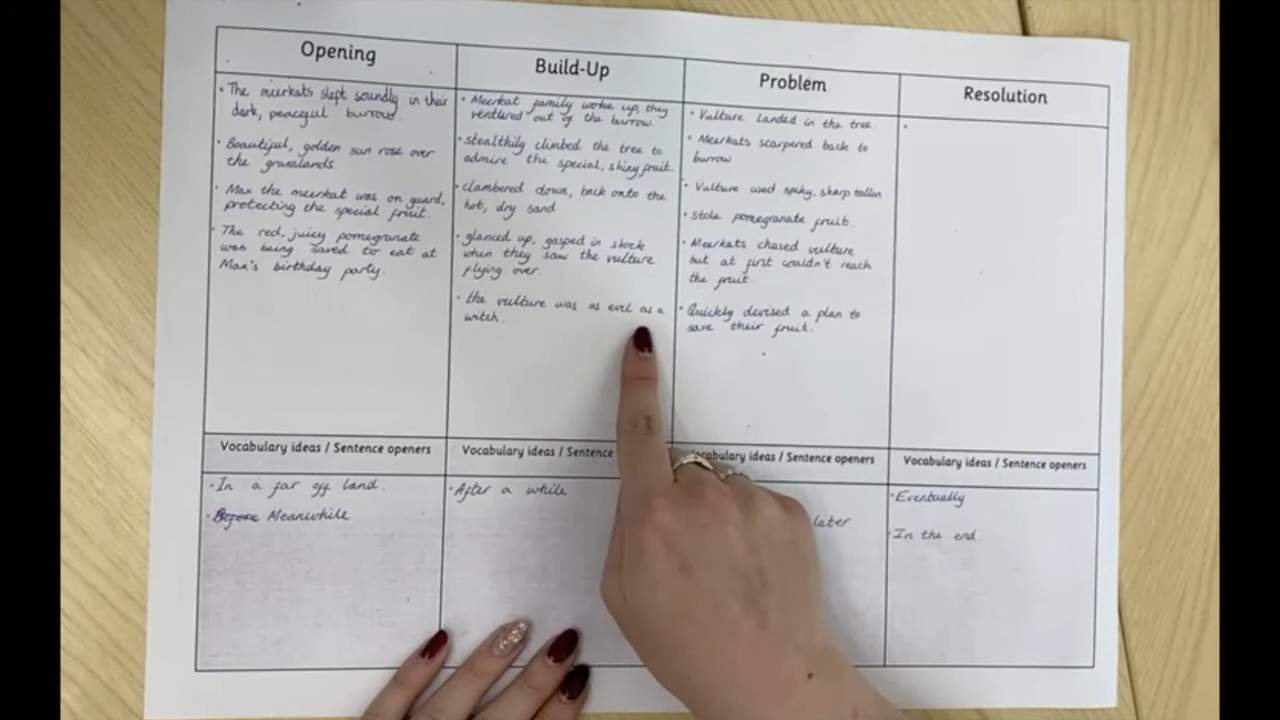 Opening
• The meerkats slept soundly in their
dark, peaceful burrow.
• Beautiful, golden sun rose over
the grasslands.
• Max the meerkat was on guard,
protecting the special fruit.
• The red, juicy pomegranate
was being saved to eat at
Max's birthday party.
Build-Up
• Meerkat family woke up, they
ventured out of the burrow.
• stealthily climbed the tree to
admire the special, shiny fruit.
• clambered down, back onto the
hot, dry sand
• glanced up, gasped in shock
when they saw the vulture
flying over.
• the vulture was as evil as a
witch.
Problem
• Vulture landed in the tree.
• Meerkats scarpered back to
burrow
• Vulture used spiky, sharp tallon
• stole pomegranate fruit.
• Meerkats chased vulture
but at first couldn't reach
the fruit.
• Quickly devised a plan to
save their fruit.
Resolution
•
Vocabulary ideas / Sentence openers
• In a far off land.
• Before Meanwhile
Vocabulary ideas / Sentence
• After a while
Vocabulary ideas / Sentence openers
later
Vocabulary ideas / Sentence openers
• Eventually
• In the end.